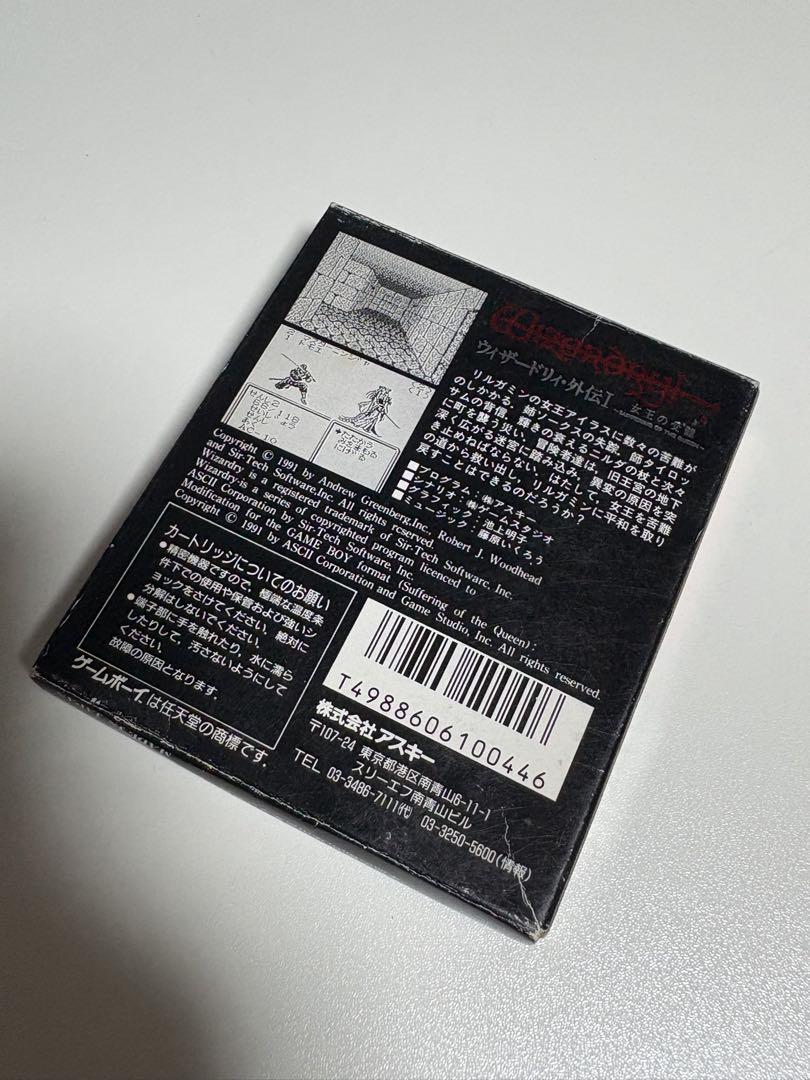 Wizardry
ウィザードリィ・外伝I
女王の受難
リルガミンの女王アイラスに数々の苦難が
のしかかる。姉ソークスの失踪、師タイロッ
サムの背信、輝きの衰えるニルダの杖と火々
に町を襲う災い。冒険者達は、旧王宮の地下
深く広がる迷宮に踏み込み、異変の原因を突
き止めねばならない。はたして、女王を苦難
の道から救い出し、リルガミンに平和を取り
戻すことはできるのだろうか?
■プログラム:㈱アスキー
■シナリオ:㈱ゲームスタジオ
■グラフィック:池上明子
■ミュージック:藤原いくろう
Copyright © 1991 by Andrew Greenberg,Inc. Robert J. Woodhead
and Sir-Tech Software,Inc. All rights reserved.
Wizardry is a registered trademark of Sir-Tech Software, Inc.
Wizardry-is a series of copyrighted program licenced to
ASCII Corporation by Sir-Tech Software, Inc.
Modification for the GAME BOY format (Suffering of the Queen) :
Copyright © 1991 by ASCII Corporation and Game Studio, Inc. All rights reserved.
カートリッジについてのお願い
●精密機器ですので、極端な温度条
件下での使用や保管および強いシ
ョックをさけてください。絶対に
分解はしないでください。
●端子部に手を触れたり、水に濡ら
したりして、汚さないようにして
ください。
故障の原因となります。
ゲームボーイは任天堂の商標です。
T4988606100446
株式会社アスキー
〒107-24 東京都港区南青山6-11-1
スリーエフ南青山ビル
TEL 03-3486-7111(代) 03-3250-5600(情報)